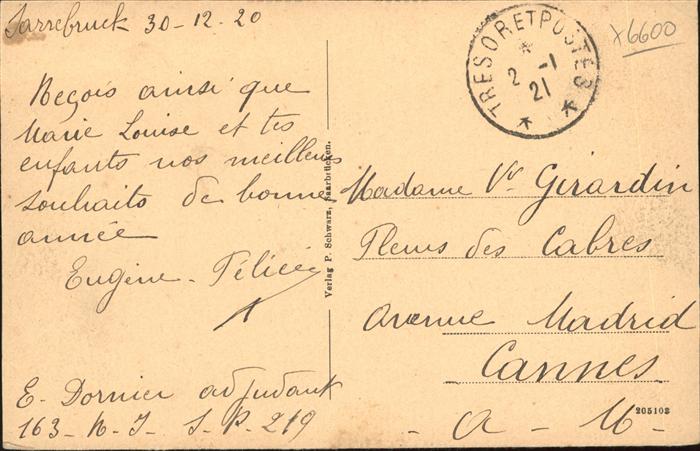 Sarrebruck 30-12.20
Reçois ainsi que
Marie Louise et tes
enfants nos meilleurs
souhaits de bonne
année
Eugène - Félicie
E. Dornier adjudant
163 - R. I. S. P. 219
Verlag P. Schwarz, Saarbrücken.
TRESOR ET POSTES
*
2 -1
21
* *
X6600
Madame Vve Girardin
des Cabres
Avenue Madrid
Cannes
- A - M -
205103